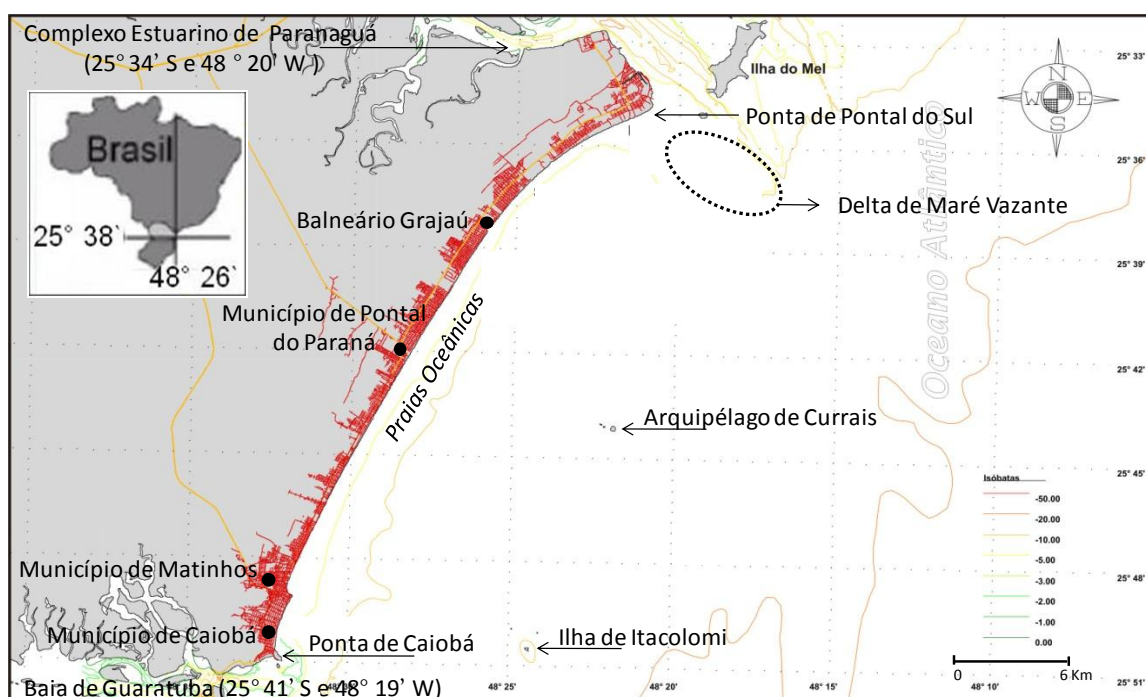 Complexo Estuarino de Paranaguá
(25° 34' S e 48 ° 20' W )
Ilha do Mel
25° 33'
N
W E
S
Ponta de Pontal do Sul
Brasil
25° 36'
Delta de Maré Vazante
Balneário Grajaú
25° 38`
48° 26`
25° 39'
Oceano Atlântico
Município de Pontal
do Paraná
Praias Oceânicas
25° 42'
Arquipélago de Currais
25° 45'
Isóbatas
-50.00
-20.00
-10.00
-5.00
-3.00
-2.00
-1.00
0.00
Município de Matinhos
25° 48'
Município de Caiobá
Ponta de Caiobá
Ilha de Itacolomi
0 6 Km
Baia de Guaratuba (25° 41' S e 48° 19' W)
48° 25'
48° 20'
48° 15'
48° 10'
25° 51'